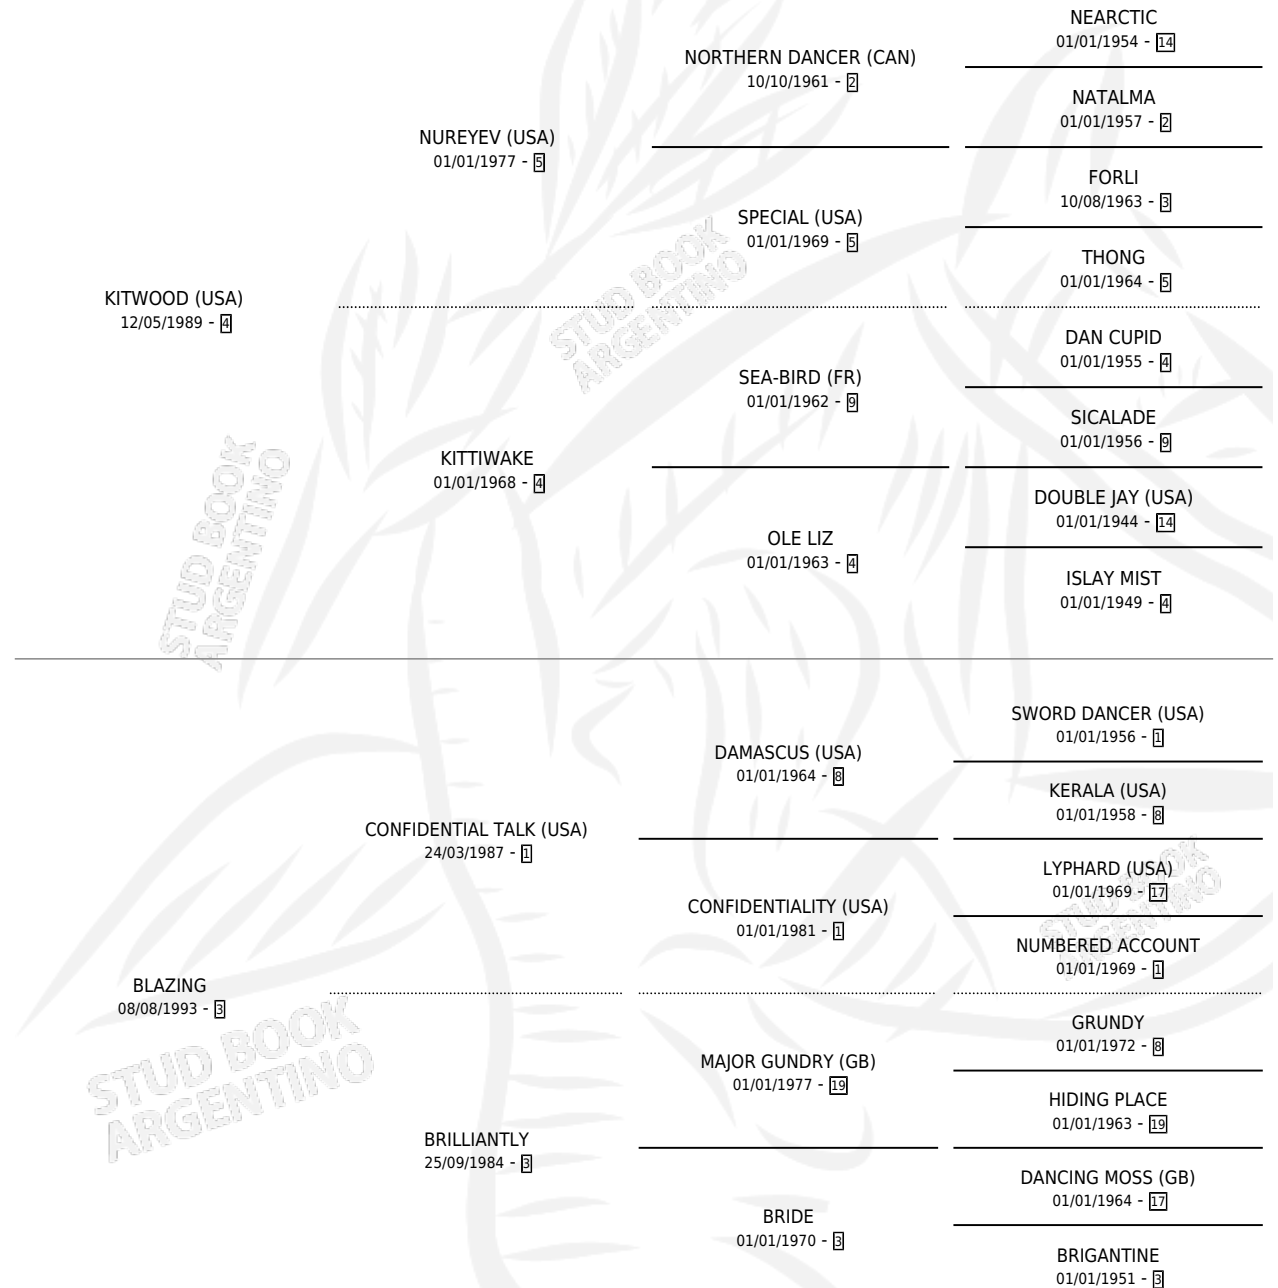 NEARCTIC
01/01/1954 - 14
NORTHERN DANCER (CAN)
10/10/1961 - 2
NATALMA
01/01/1957 - 2
NUREYEV (USA)
01/01/1977 - 5
FORLI
10/08/1963 - 3
SPECIAL (USA)
01/01/1969 - 5
THONG
01/01/1964 - 5
KITWOOD (USA)
12/05/1989 - 4
DAN CUPID
01/01/1955 - 4
SEA-BIRD (FR)
01/01/1962 - 9
SICALADE
01/01/1956 - 9
KITTIWAKE
01/01/1968 - 4
DOUBLE JAY (USA)
01/01/1944 - 14
OLE LIZ
01/01/1963 - 4
ISLAY MIST
01/01/1949 - 4
STUD BOOK
ARGENTINO
STUD BOOK
ARGENTINO
SWORD DANCER (USA)
01/01/1956 - 1
DAMASCUS (USA)
01/01/1964 - 8
KERALA (USA)
01/01/1958 - 8
CONFIDENTIAL TALK (USA)
24/03/1987 - 1
LYPHARD (USA)
01/01/1969 - 17
CONFIDENTIALITY (USA)
01/01/1981 - 1
NUMBERED ACCOUNT
01/01/1969 - 1
STUD BOOK
ARGENTINO
BLAZING
08/08/1993 - 3
GRUNDY
01/01/1972 - 8
MAJOR GUNDRY (GB)
01/01/1977 - 19
HIDING PLACE
01/01/1963 - 19
BRILLIANTLY
25/09/1984 - 3
DANCING MOSS (GB)
01/01/1964 - 17
BRIDE
01/01/1970 - 3
BRIGANTINE
01/01/1951 - 3
STUD BOOK
ARGENTINO